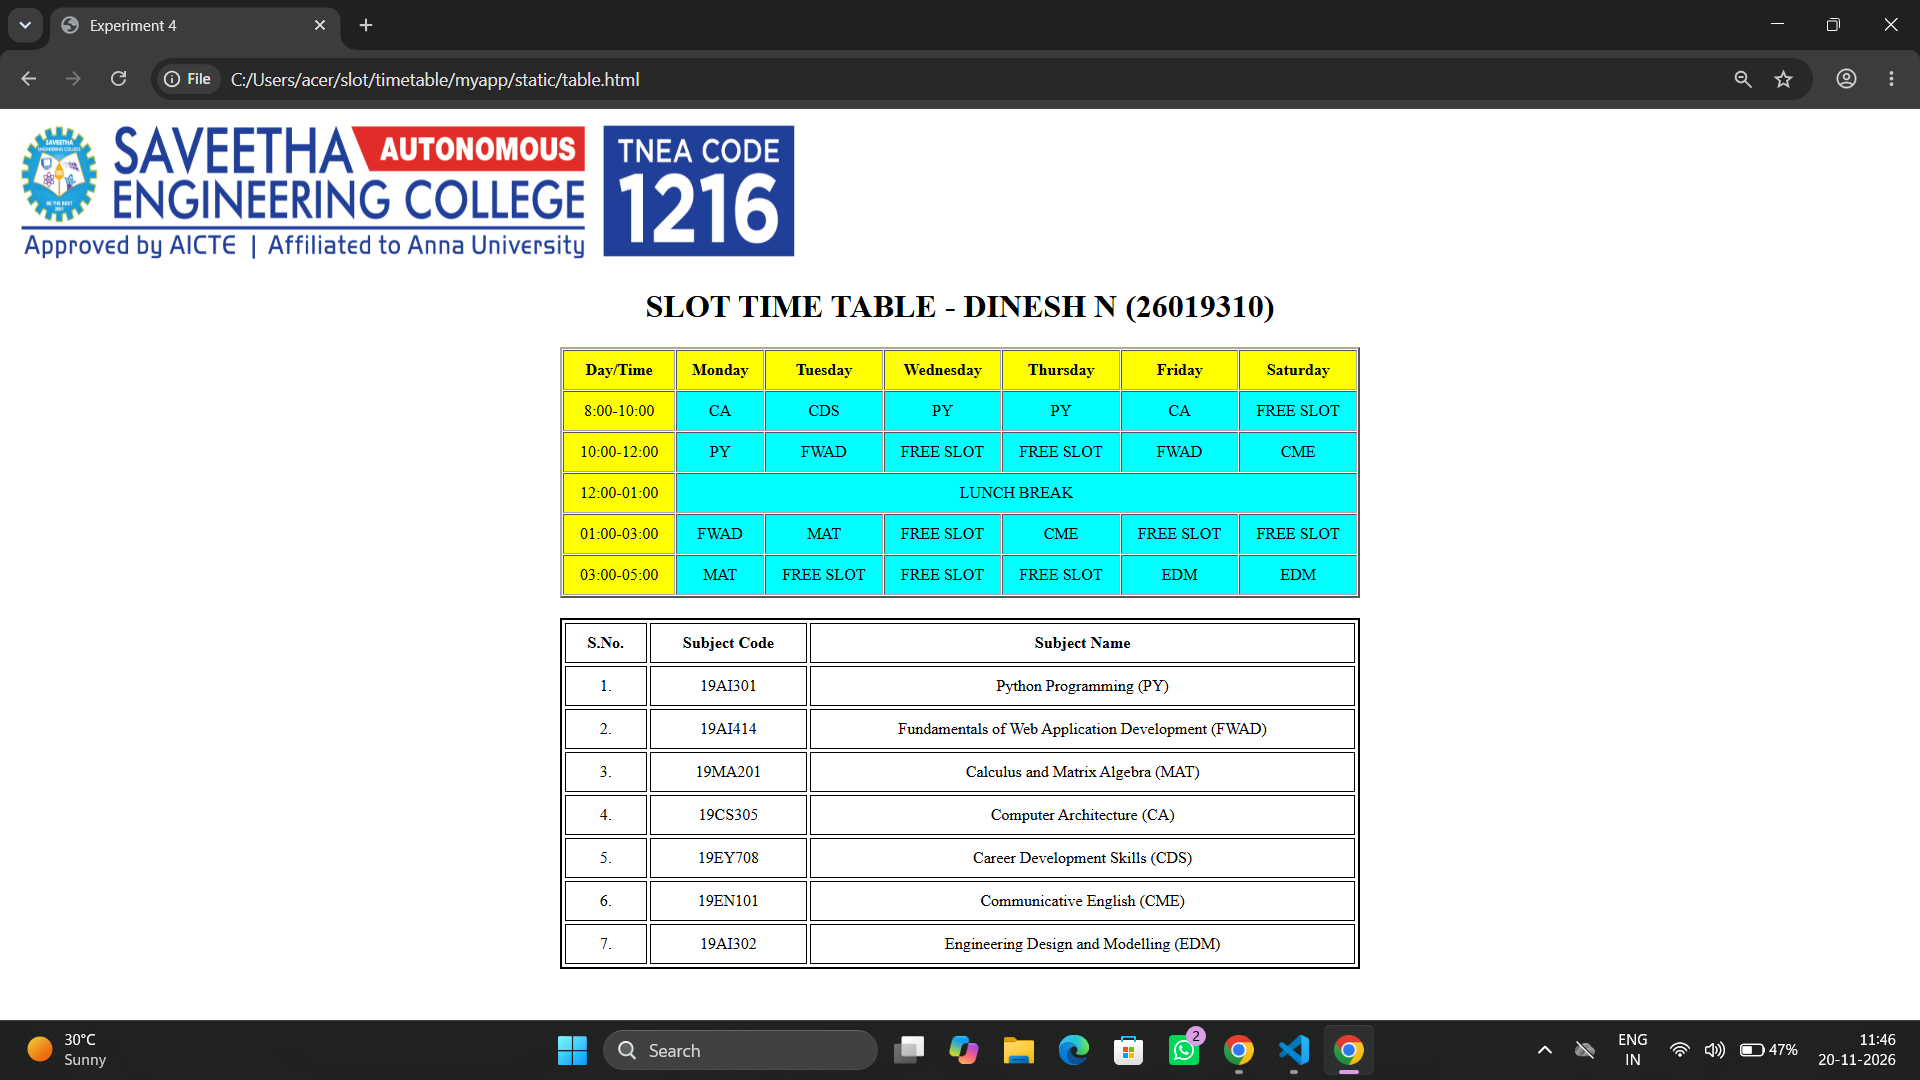 Experiment 4
File C:/Users/acer/slot/timetable/myapp/static/table.html
SAVEETHA AUTONOMOUS
ENGINEERING COLLEGE
Approved by AICTE | Affiliated to Anna University
TNEA CODE
1216
SLOT TIME TABLE - DINESH N (26019310)
Day/Time Monday Tuesday Wednesday Thursday Friday Saturday
8:00-10:00 CA CDS PY PY CA FREE SLOT
10:00-12:00 PY FWAD FREE SLOT FREE SLOT FWAD CME
12:00-01:00 LUNCH BREAK
01:00-03:00 FWAD MAT FREE SLOT CME FREE SLOT FREE SLOT
03:00-05:00 MAT FREE SLOT FREE SLOT FREE SLOT EDM EDM
S.No. Subject Code Subject Name
1. 19AI301 Python Programming (PY)
2. 19AI414 Fundamentals of Web Application Development (FWAD)
3. 19MA201 Calculus and Matrix Algebra (MAT)
4. 19CS305 Computer Architecture (CA)
5. 19EY708 Career Development Skills (CDS)
6. 19EN101 Communicative English (CME)
7. 19AI302 Engineering Design and Modelling (EDM)
30°C
Sunny
Search
2
ENG
IN
47%
11:46
20-11-2026